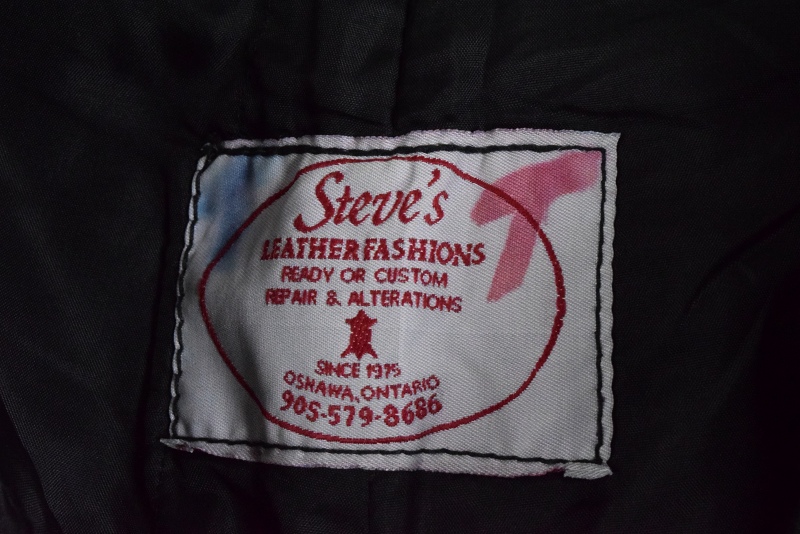 Steve's
T
LEATHER FASHIONS
READY OR CUSTOM
REPAIR & ALTERATIONS
SINCE 1975
OSHAWA, ONTARIO
905-579-8686